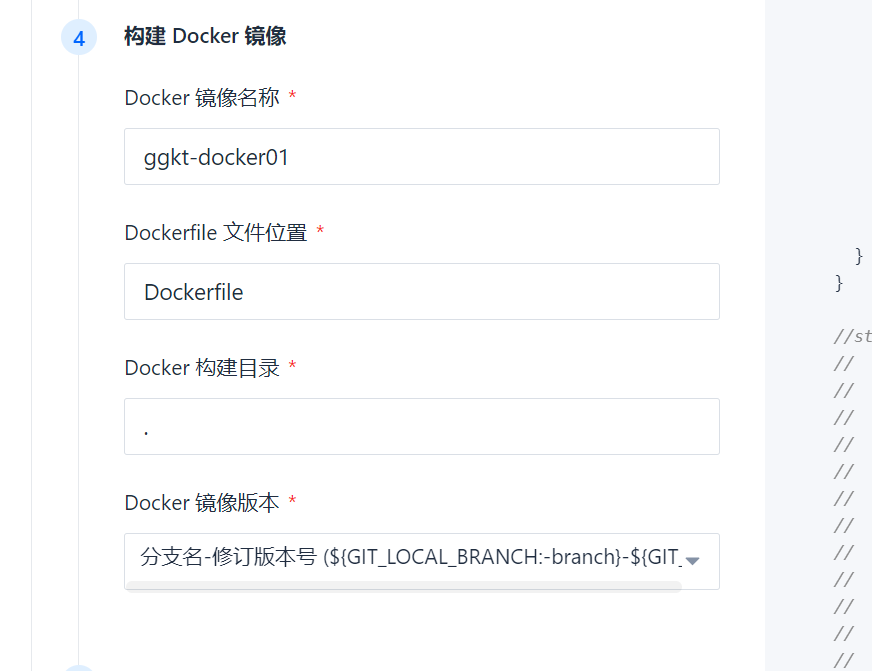 4
构建 Docker 镜像
Docker 镜像名称 *
ggkt-docker01
Dockerfile 文件位置 *
Dockerfile
Docker 构建目录 *
.
Docker 镜像版本 *
分支名-修订版本号 (${GIT_LOCAL_BRANCH:-branch}-${GIT_
}
}
//st
//
//
//
//
//
//
//
//
//
//
//
//